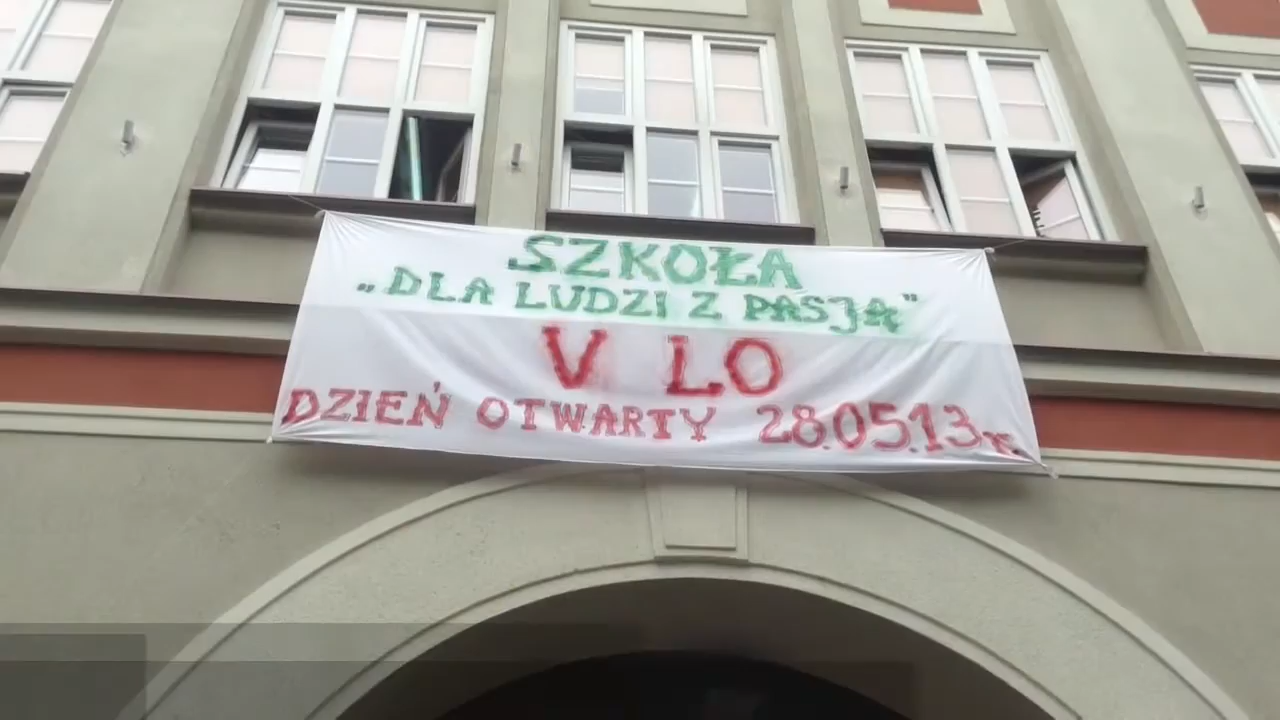 SZKOŁA
„DLA LUDZI Z PASJĄ”
V LO
DZIEŃ OTWARTY 28.05.13r.